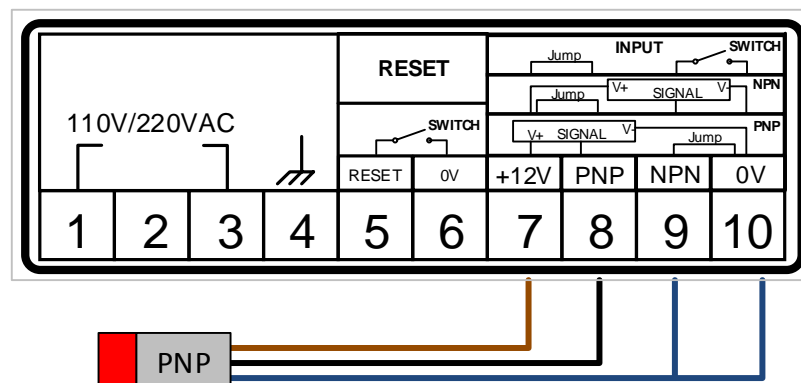 110V/220VAC
RESET
SWITCH
RESET
0V
Jump
INPUT
SWITCH
Jump
V+
SIGNAL
V-
NPN
V+
SIGNAL
V-
Jump
PNP
+12V
PNP
NPN
0V
1
2
3
4
5
6
7
8
9
10
PNP